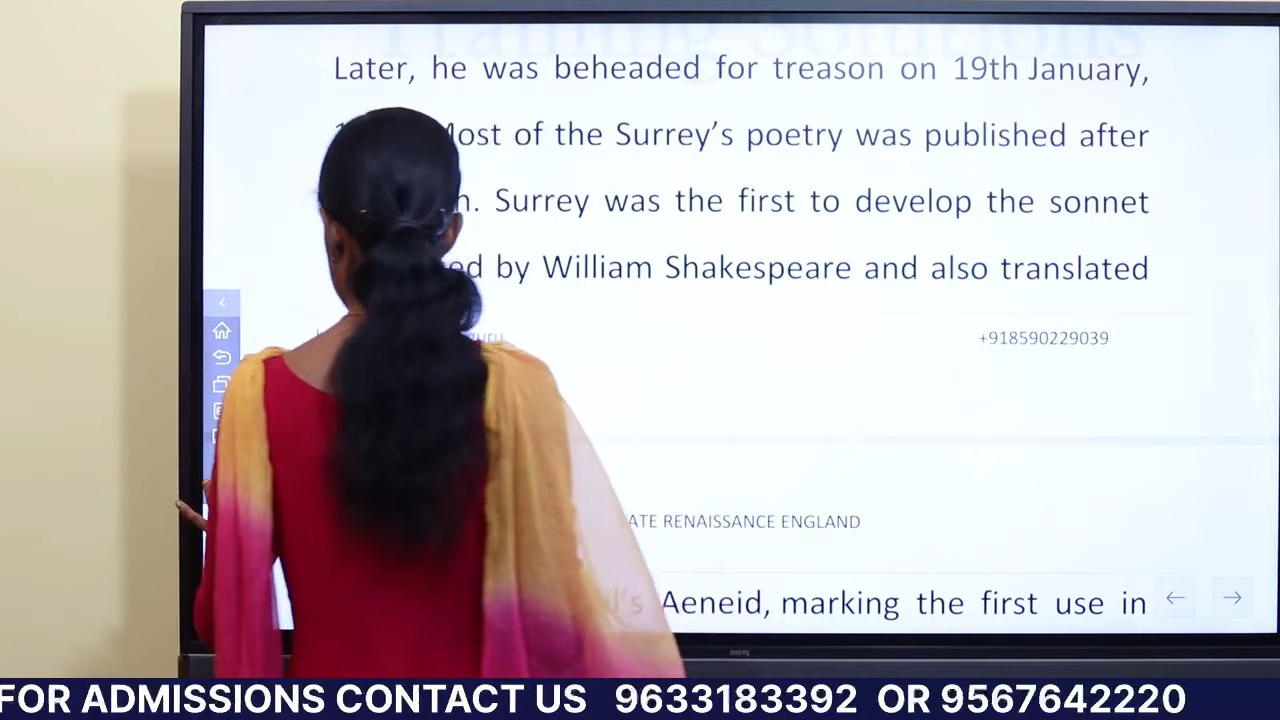 Later, he was beheaded for treason on 19th January,
Most of the Surrey’s poetry was published after
Surrey was the first to develop the sonnet
by William Shakespeare and also translated
+918590229039
RENAISSANCE ENGLAND
Aeneid, marking the first use in
BenQ
FOR ADMISSIONS CONTACT US 9633183392 OR 9567642220